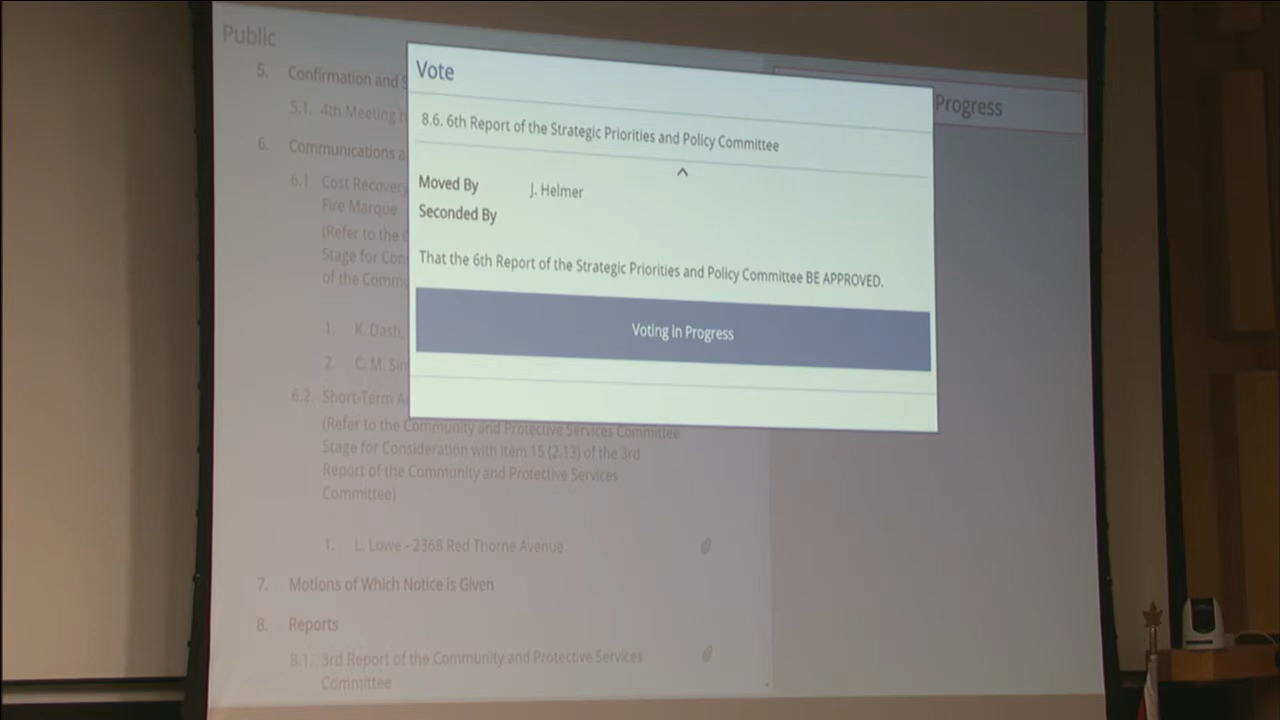 Public
Vote
8.6. 6th Report of the Strategic Priorities and Policy Committee
Moved By J. Helmer
Seconded By
That the 6th Report of the Strategic Priorities and Policy Committee BE APPROVED.
Voting in Progress
Progress
5. Confirmation and
5.1. 4th Meeting
6. Communications
6.1. Cost Recovery
Fire Marque
(Refer to the
Stage for
of the
1. K. Dash,
2. C. M.
6.2. Short-Term
(Refer to the Community and Protective Services Committee
Stage for Consideration with item 15 (2.13) of the 3rd
Report of the Community and Protective Services
Committee)
1. L. Lowe - 2368 Red Thorne Avenue
7. Motions of Which Notice is Given
8. Reports
8.1. 3rd Report of the Community and Protective Services
Committee